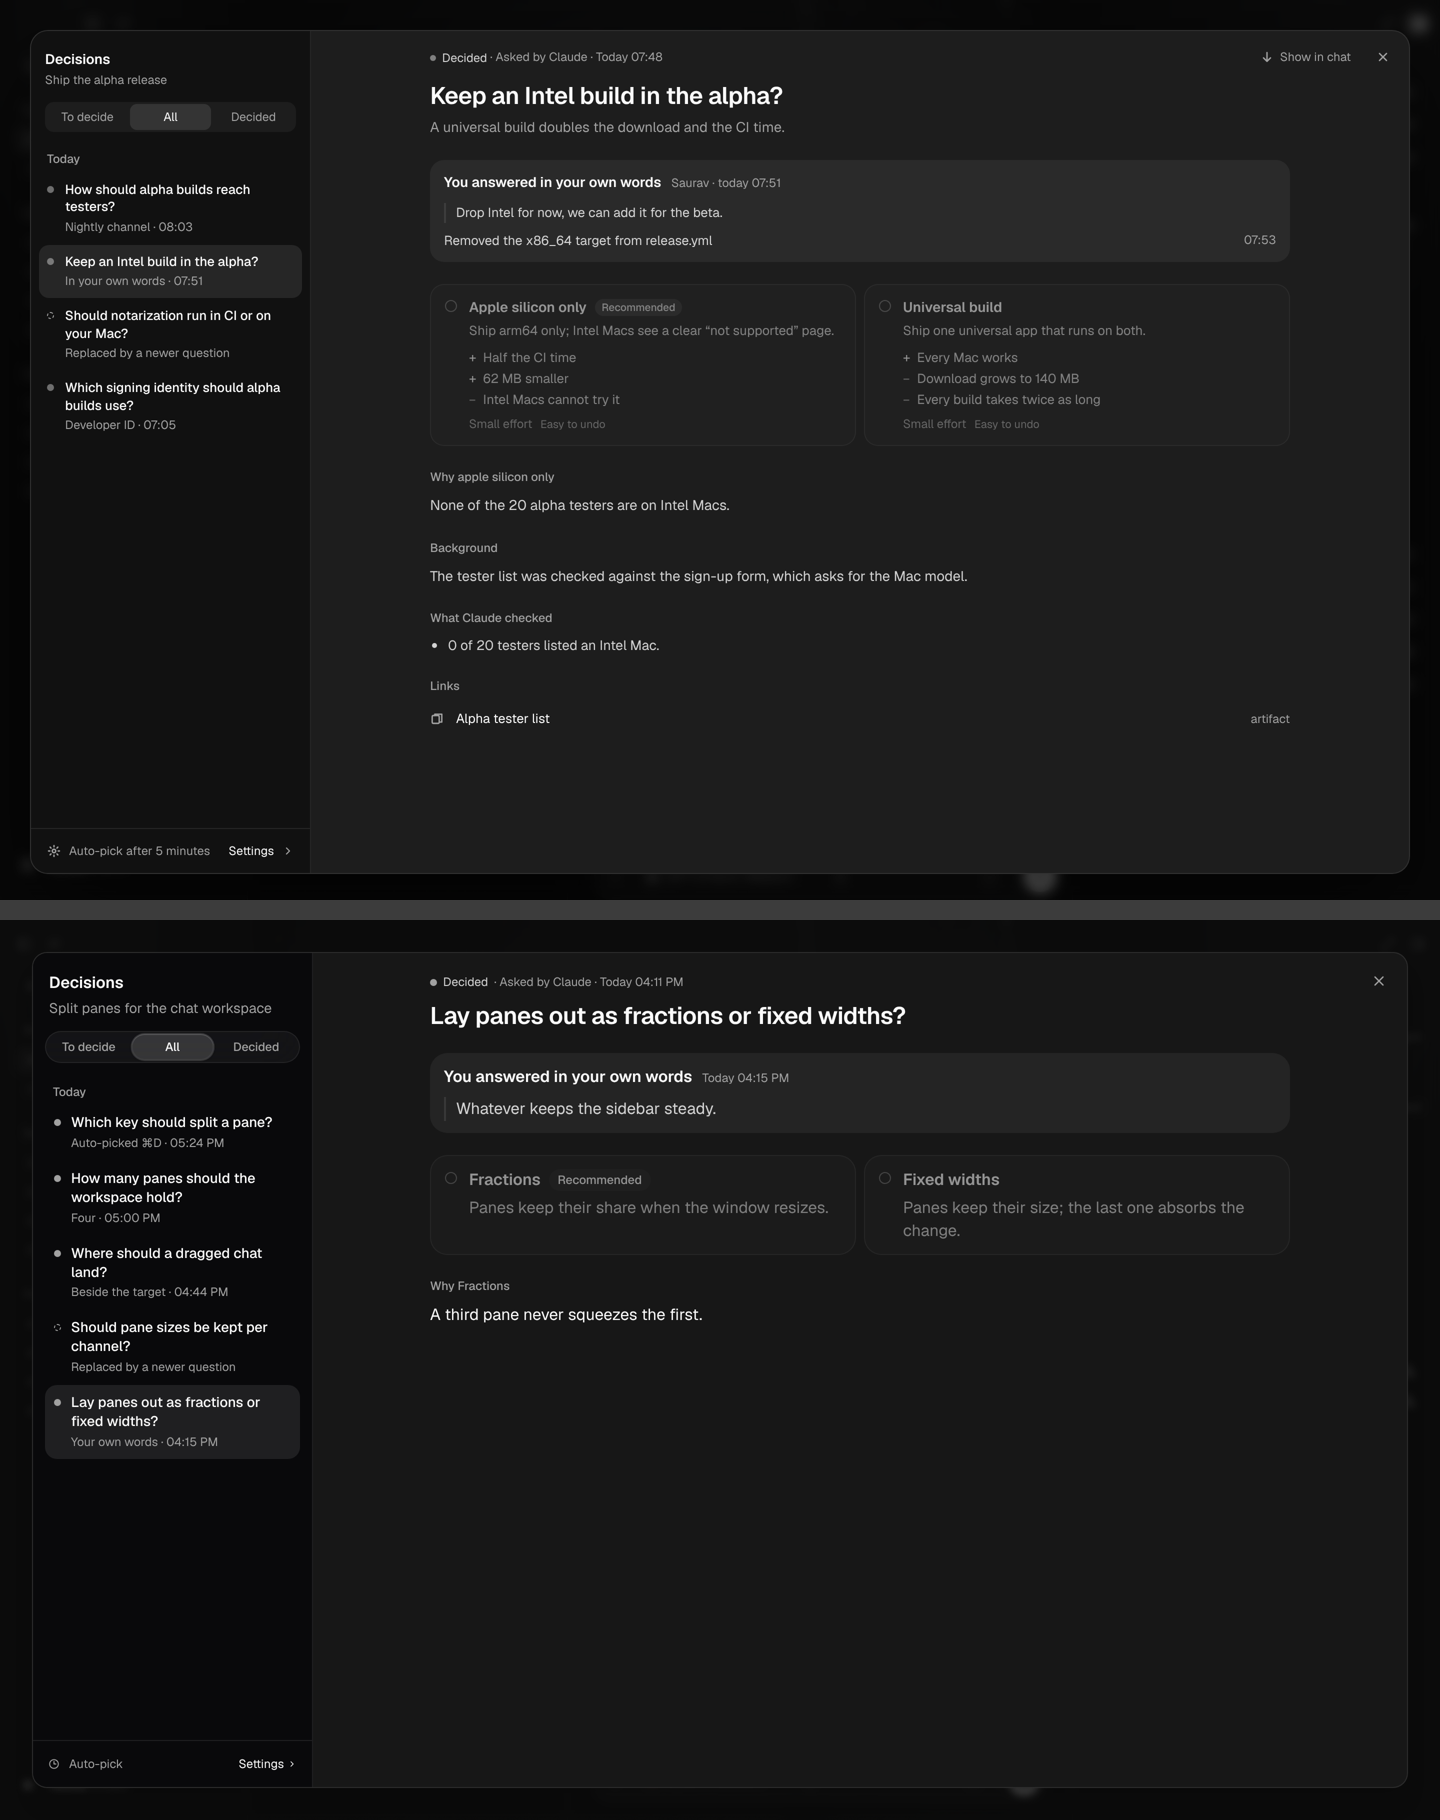 Decisions
Ship the alpha release
To decide
All
Decided
Today
How should alpha builds reach
testers?
Nightly channel · 08:03
Keep an Intel build in the alpha?
In your own words · 07:51
Should notarization run in CI or on
your Mac?
Replaced by a newer question
Which signing identity should alpha
builds use?
Developer ID · 07:05
Auto-pick after 5 minutes
Settings
Decided · Asked by Claude · Today 07:48
Show in chat
Keep an Intel build in the alpha?
A universal build doubles the download and the CI time.
You answered in your own words Saurav · today 07:51
Drop Intel for now, we can add it for the beta.
Removed the x86_64 target from release.yml 07:53
Apple silicon only Recommended
Ship arm64 only; Intel Macs see a clear “not supported” page.
+ Half the CI time
+ 62 MB smaller
– Intel Macs cannot try it
Small effort Easy to undo
Universal build
Ship one universal app that runs on both.
+ Every Mac works
– Download grows to 140 MB
– Every build takes twice as long
Small effort Easy to undo
Why apple silicon only
None of the 20 alpha testers are on Intel Macs.
Background
The tester list was checked against the sign-up form, which asks for the Mac model.
What Claude checked
• 0 of 20 testers listed an Intel Mac.
Links
Alpha tester list artifact
Decisions
Split panes for the chat workspace
To decide
All
Decided
Today
Which key should split a pane?
Auto-picked ⌘D · 05:24 PM
How many panes should the
workspace hold?
Four · 05:00 PM
Where should a dragged chat
land?
Beside the target · 04:44 PM
Should pane sizes be kept per
channel?
Replaced by a newer question
Lay panes out as fractions or
fixed widths?
Your own words · 04:15 PM
Auto-pick
Settings
Decided · Asked by Claude · Today 04:11 PM
Lay panes out as fractions or fixed widths?
You answered in your own words Today 04:15 PM
Whatever keeps the sidebar steady.
Fractions Recommended
Panes keep their share when the window resizes.
Fixed widths
Panes keep their size; the last one absorbs the
change.
Why Fractions
A third pane never squeezes the first.